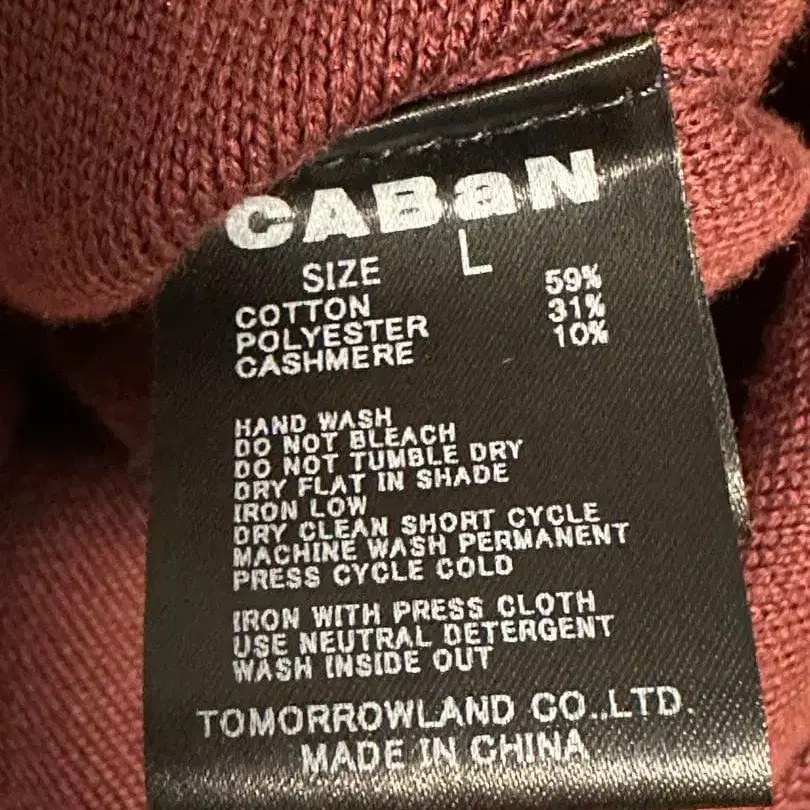 CABaN
SIZE L
COTTON 59%
POLYESTER 31%
CASHMERE 10%
HAND WASH
DO NOT BLEACH
DO NOT TUMBLE DRY
DRY FLAT IN SHADE
IRON LOW
DRY CLEAN SHORT CYCLE
MACHINE WASH PERMANENT
PRESS CYCLE COLD
IRON WITH PRESS CLOTH
USE NEUTRAL DETERGENT
WASH INSIDE OUT
TOMORROWLAND CO.,LTD.
MADE IN CHINA